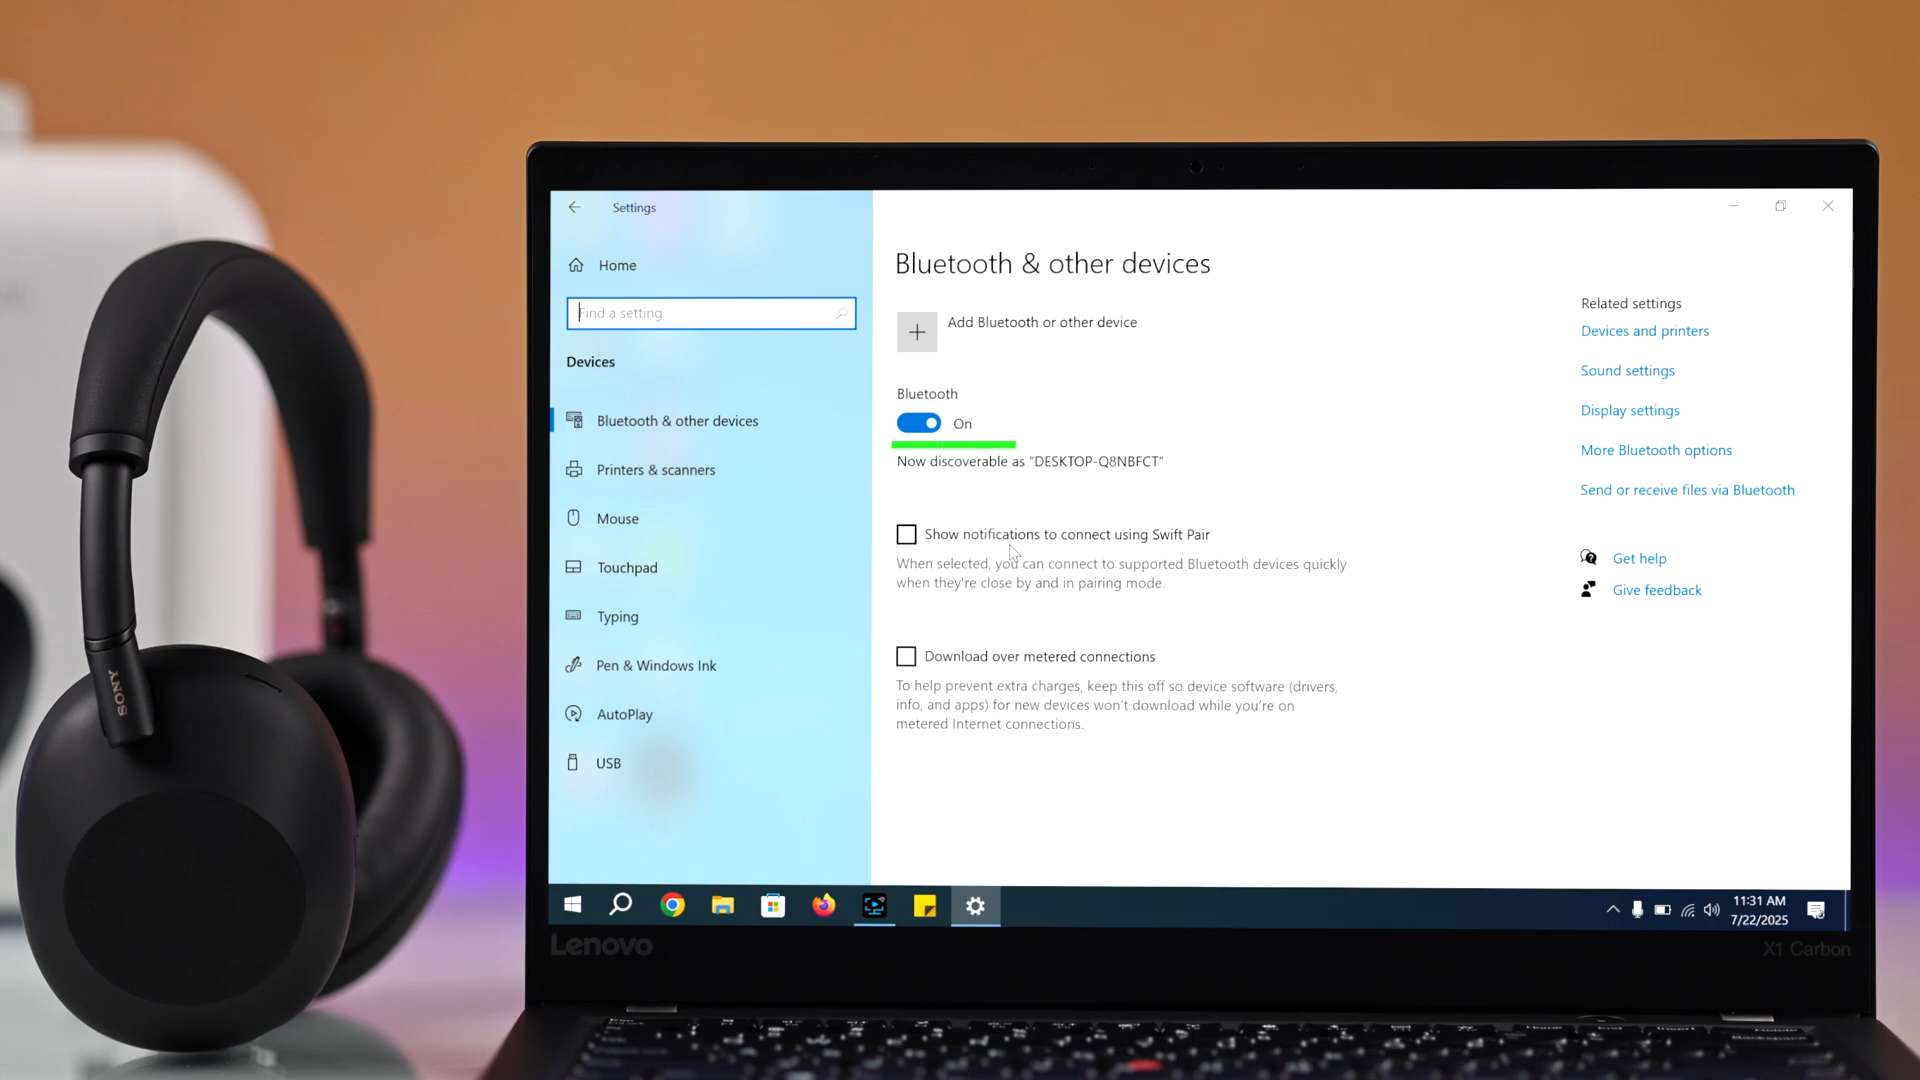 Settings
Home
Find a setting
Devices
Bluetooth & other devices
Printers & scanners
Mouse
Touchpad
Typing
Pen & Windows Ink
AutoPlay
USB
Bluetooth & other devices
Add Bluetooth or other device
Bluetooth
On
Now discoverable as “DESKTOP-Q8NBFCT”
Show notifications to connect using Swift Pair
When selected, you can connect to supported Bluetooth devices quickly
when they're close by and in pairing mode.
Download over metered connections
To help prevent extra charges, keep this off so device software (drivers,
info, and apps) for new devices won't download while you're on
metered Internet connections.
Related settings
Devices and printers
Sound settings
Display settings
More Bluetooth options
Send or receive files via Bluetooth
Get help
Give feedback
11:31 AM
7/22/2025
Lenovo
X1 Carbon
SONY
Home
End
Insert
Delete
Backspace